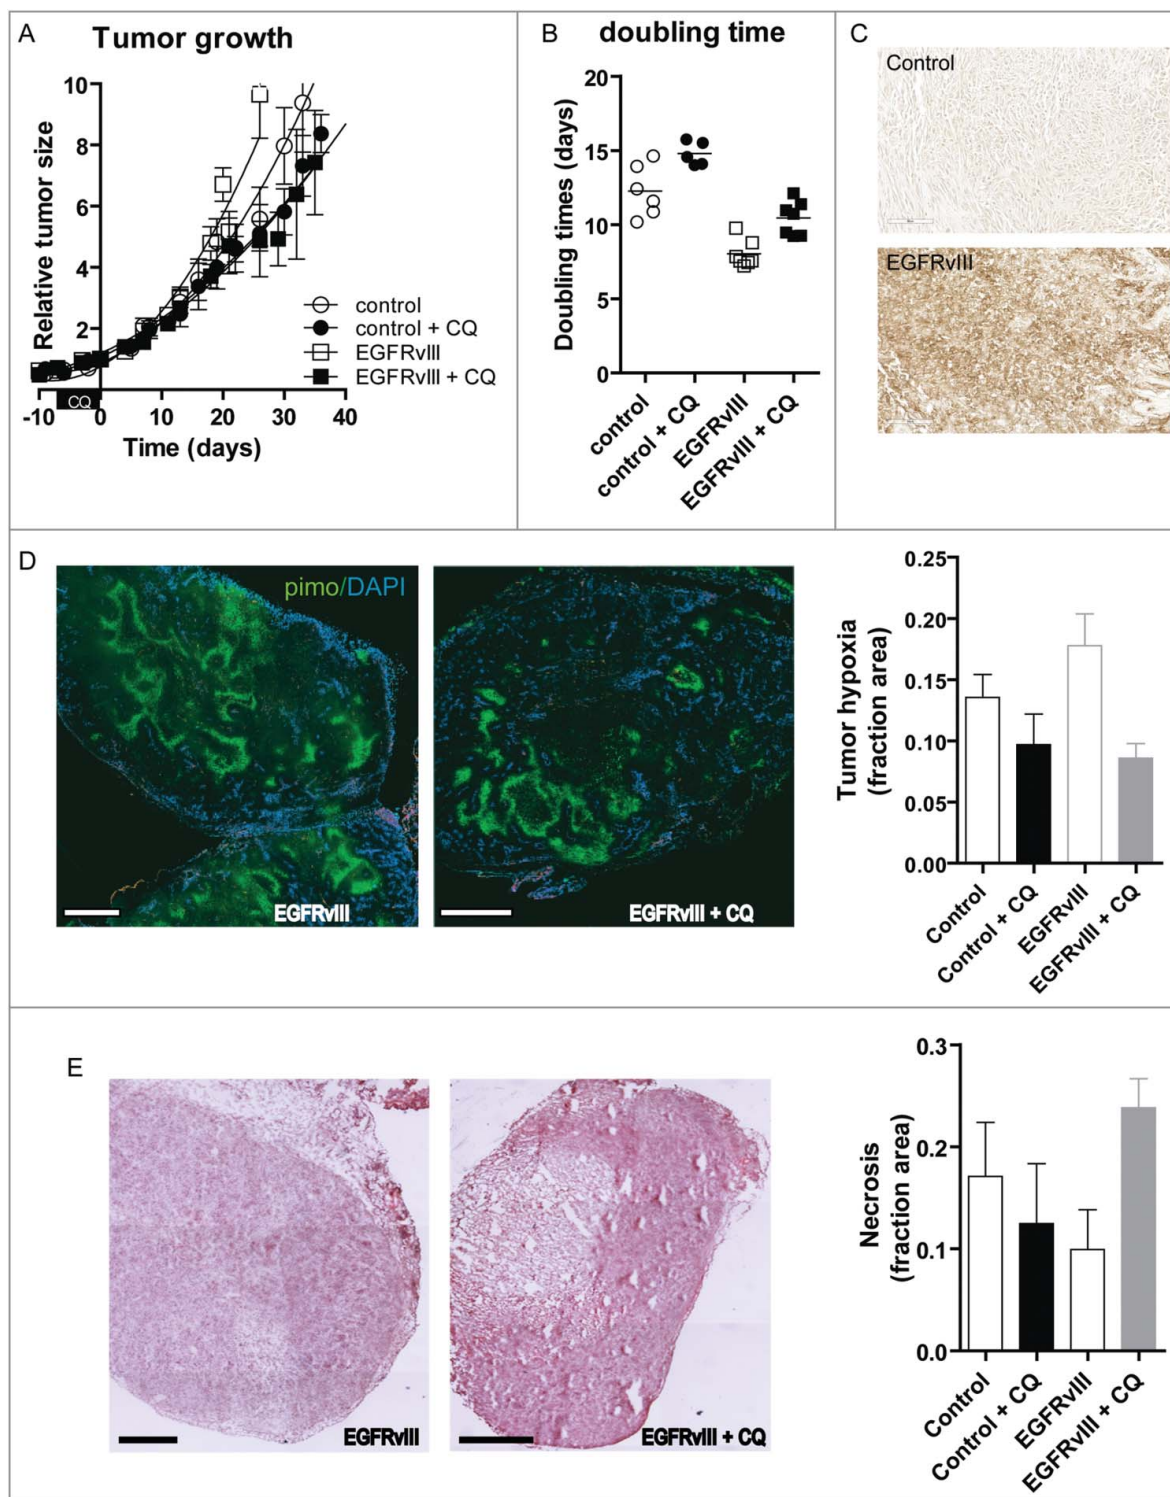 A
Tumor growth
Relative tumor size
10
8
6
4
2
control
control + CQ
EGFRvIII
EGFRvIII + CQ
CQ
-10 0 10 20 30 40
Time (days)
B
doubling time
Doubling times (days)
20
15
10
5
0
control
control + CQ
EGFRvIII
EGFRvIII + CQ
C
Control
EGFRvIII
D
pimo/DAPI
EGFRvIII
EGFRvIII + CQ
Tumor hypoxia
(fraction area)
0.25
0.20
0.15
0.10
0.05
0.00
Control
Control + CQ
EGFRvIII
EGFRvIII + CQ
E
EGFRvIII
EGFRvIII + CQ
Necrosis
(fraction area)
0.3
0.2
0.1
0.0
Control
Control + CQ
EGFRvIII
EGFRvIII + CQ